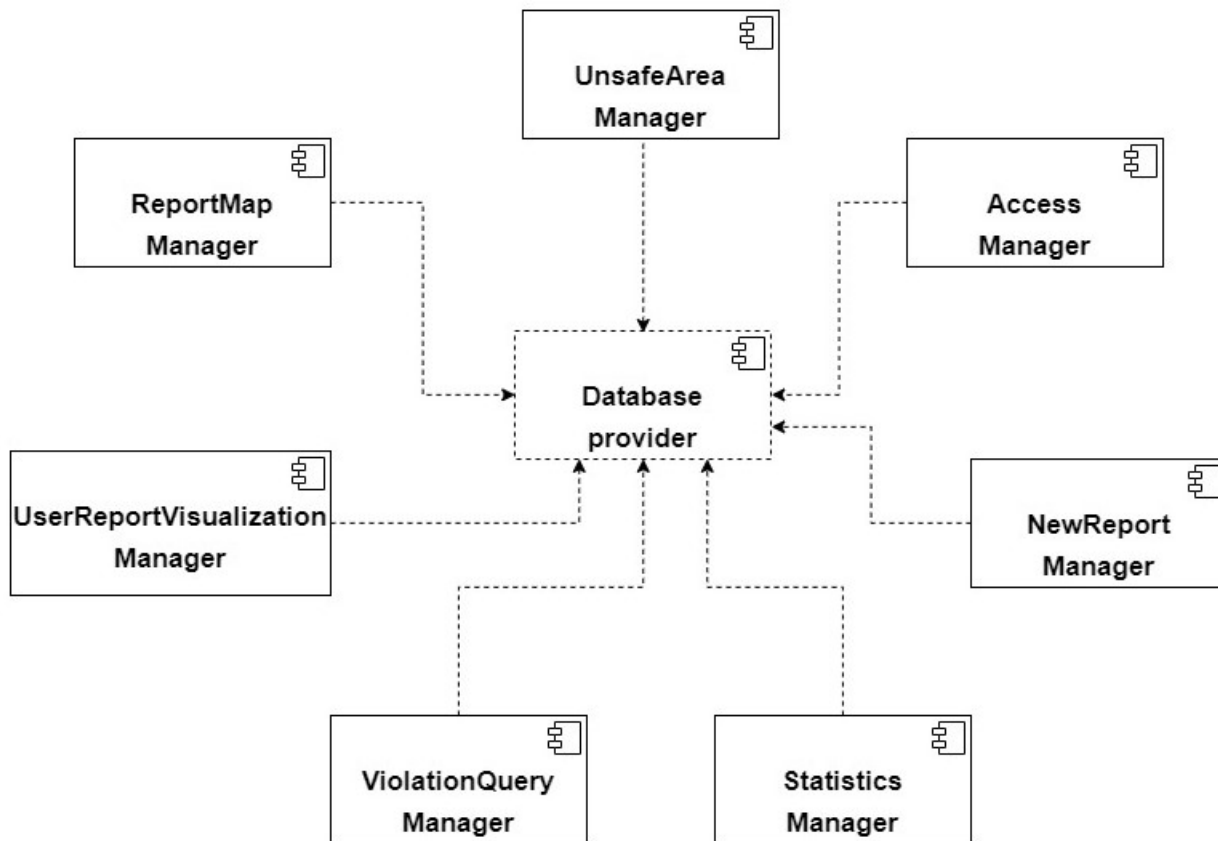 UnsafeArea
Manager
ReportMap
Manager
Access
Manager
Database
provider
UserReportVisualization
Manager
NewReport
Manager
ViolationQuery
Manager
Statistics
Manager